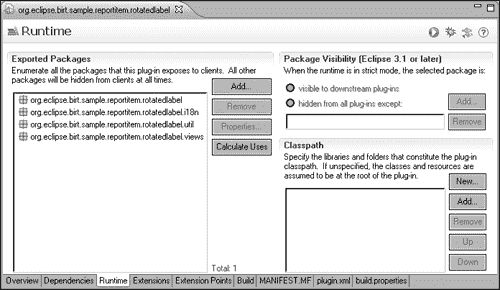 org.eclipse.birt.sample.reportitem.rotatedlabel
Runtime
Exported Packages
Enumerate all the packages that this plug-in exposes to clients. All other
packages will be hidden from clients at all times.
org.eclipse.birt.sample.reportitem.rotatedlabel
org.eclipse.birt.sample.reportitem.rotatedlabel.i18n
org.eclipse.birt.sample.reportitem.rotatedlabel.util
org.eclipse.birt.sample.reportitem.rotatedlabel.views
Add...
Remove
Properties...
Calculate Uses
Total: 1
Package Visibility (Eclipse 3.1 or later)
When the runtime is in strict mode, the selected package is:
visible to downstream plug-ins
hidden from all plug-ins except:
Add...
Remove
Classpath
Specify the libraries and folders that constitute the plug-in
classpath. If unspecified, the classes and resources are
assumed to be at the root of the plug-in.
New...
Add...
Remove
Up
Down
Overview Dependencies Runtime Extensions Extension Points Build MANIFEST.MF plugin.xml build.properties